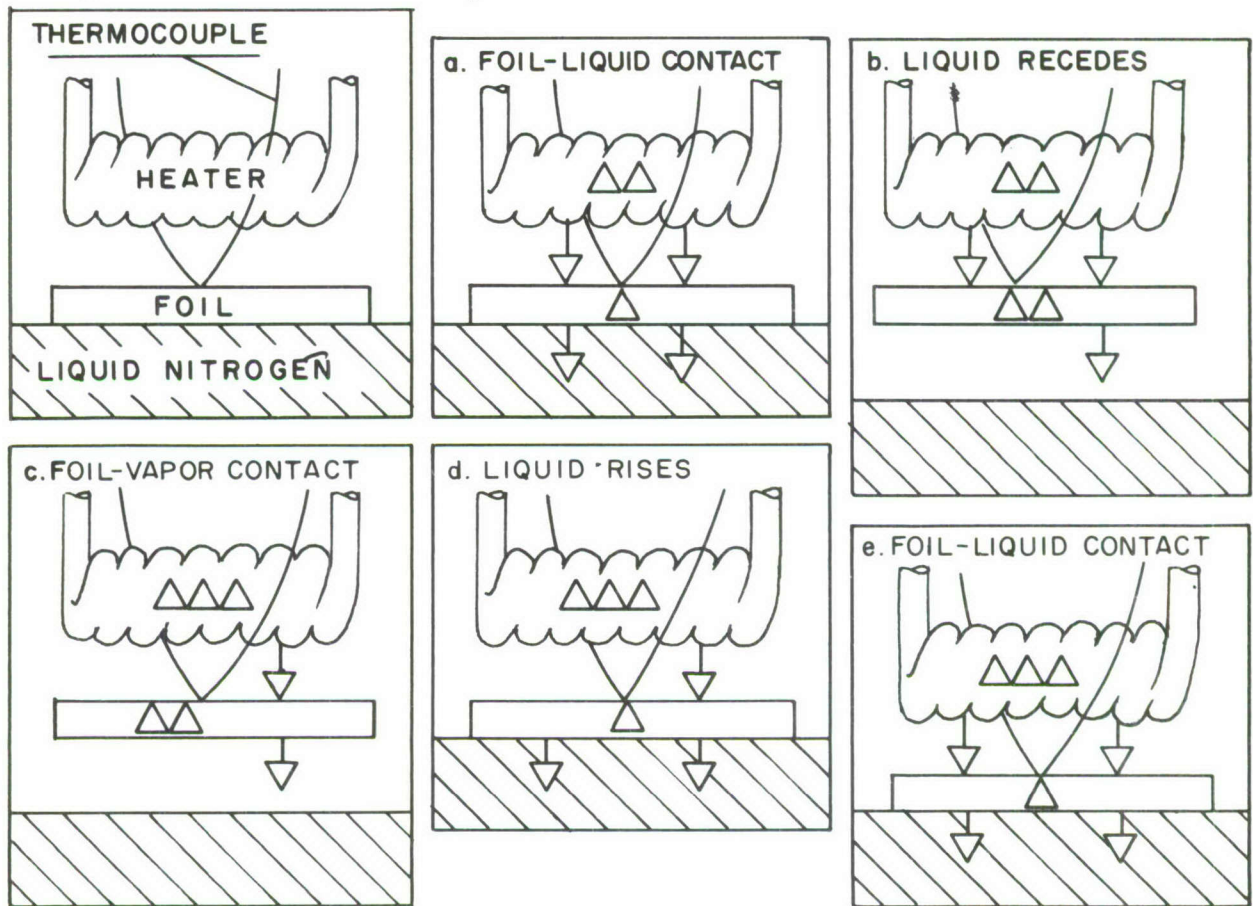 THERMOCOUPLE
HEATER
FOIL
LIQUID NITROGEN
a. FOIL-LIQUID CONTACT
b. LIQUID RECEDES
c. FOIL-VAPOR CONTACT
d. LIQUID RISES
e. FOIL-LIQUID CONTACT